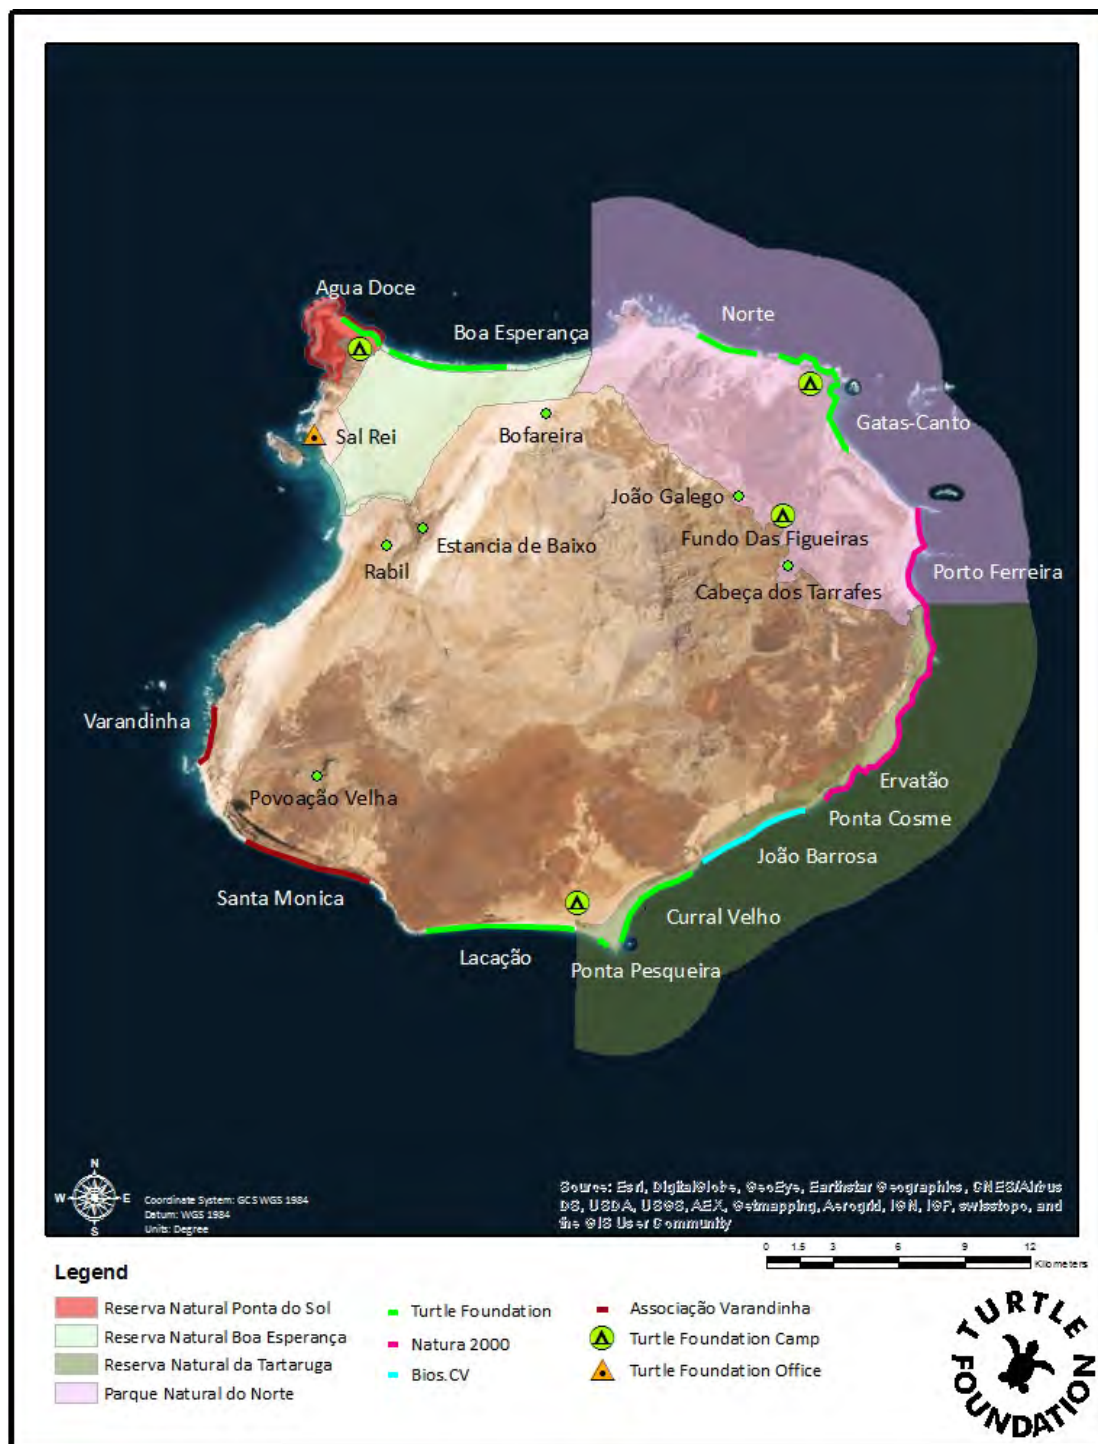 Agua Doce
Norte
Boa Esperança
Gatas-Canto
Sal Rei
Bofareira
João Galego
Fundo Das Figueiras
Estancia de Baixo
Rabil
Porto Ferreira
Cabeça dos Tarrafes
Varandinha
Ervatão
Povoação Velha
Ponta Cosme
João Barrosa
Santa Monica
Curral Velho
Lacação
Ponta Pesqueira
N
W E
S
Coordinate System: GCS WGS 1984
Datum: WGS 1984
Units: Degree
Source: Esri, DigitalGlobe, GeoEye, Earthstar Geographics, CNES/Airbus
DS, USDA, USGS, AEX, Getmapping, Aerogrid, IGN, IGP, swisstopo, and
the GIS User Community
0 1.5 3 6 9 12
Kilometers
Legend
Reserva Natural Ponta do Sol
Reserva Natural Boa Esperança
Reserva Natural da Tartaruga
Parque Natural do Norte
Turtle Foundation
Natura 2000
Bios.CV
Associação Varandinha
Turtle Foundation Camp
Turtle Foundation Office
TURTLE
FOUNDATION